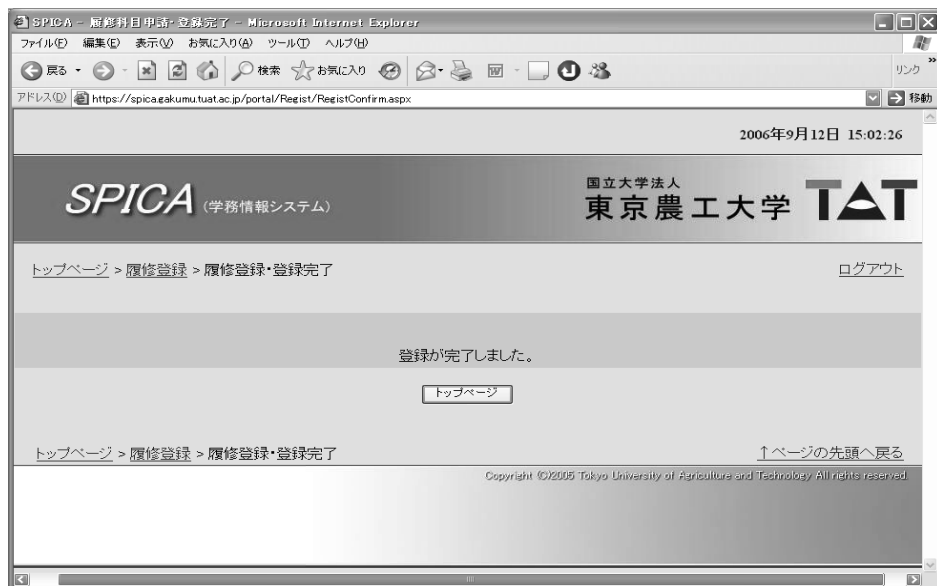 SPICA - 履修科目申請・登録完了 - Microsoft Internet Explorer
ファイル(F) 編集(E) 表示(V) お気に入り(A) ツール(T) ヘルプ(H)
戻る 検索 お気に入り リンク »
アドレス(D) https://spica.gakumu.tuat.ac.jp/portal/Regist/RegistConfirm.aspx 移動
2006年9月12日 15:02:26
SPICA (学務情報システム) 国立大学法人
東京農工大学 TAT
トップページ > 履修登録 > 履修登録・登録完了 ログアウト
登録が完了しました。
トップページ
トップページ > 履修登録 > 履修登録・登録完了 ↑ページの先頭へ戻る
Copyright (C)2005 Tokyo University of Agriculture and Technology All rights reserved.